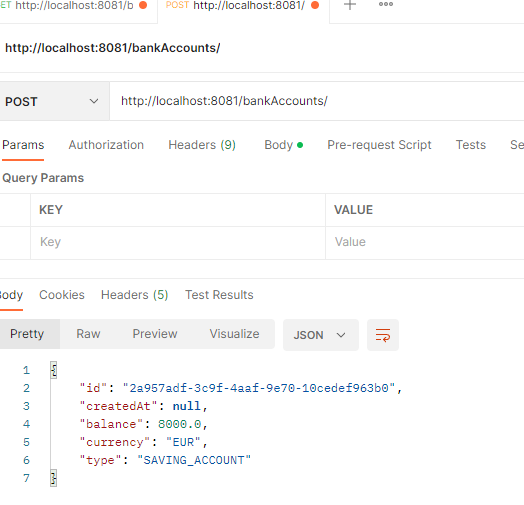 ET http://localhost:8081/b
POST http://localhost:8081/
http://localhost:8081/bankAccounts/
POST http://localhost:8081/bankAccounts/
Params Authorization Headers (9) Body Pre-request Script Tests Se
Query Params
KEY VALUE
Key Value
Body Cookies Headers (5) Test Results
Pretty Raw Preview Visualize JSON
1 {
2 "id": "2a957adf-3c9f-4aaf-9e70-10cedef963b0",
3 "createdAt": null,
4 "balance": 8000.0,
5 "currency": "EUR",
6 "type": "SAVING_ACCOUNT"
7 }